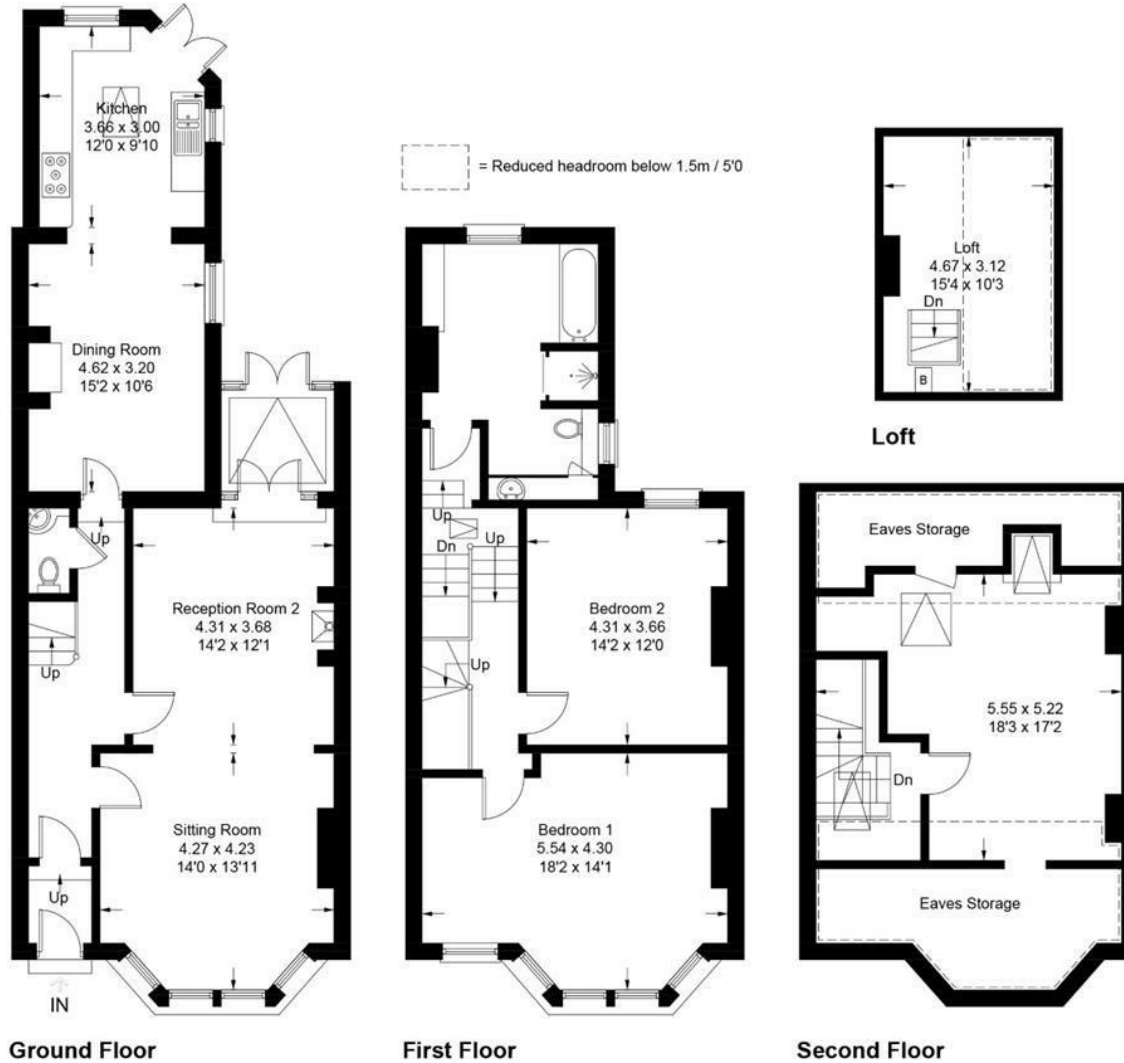 Kitchen
3.66 x 3.00
12'0 x 9'10
Dining Room
4.62 x 3.20
15'2 x 10'6
Up
Reception Room 2
4.31 x 3.68
14'2 x 12'1
Up
Sitting Room
4.27 x 4.23
14'0 x 13'11
Up
IN
Ground Floor
= Reduced headroom below 1.5m / 5'0
Up
Dn
Up
Up
Bedroom 2
4.31 x 3.66
14'2 x 12'0
Bedroom 1
5.54 x 4.30
18'2 x 14'1
First Floor
Loft
4.67 x 3.12
15'4 x 10'3
Dn
B
Loft
Eaves Storage
5.55 x 5.22
18'3 x 17'2
Dn
Eaves Storage
Second Floor